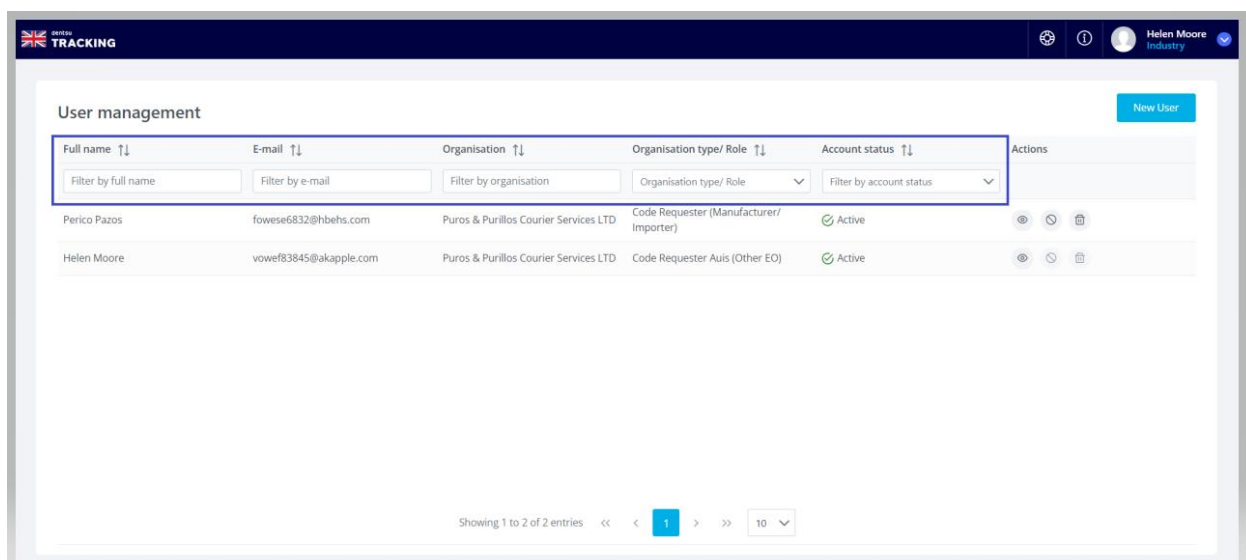 dentsu
TRACKING
Helen Moore
Industry
User management
New User
Full name E-mail Organisation Organisation type/ Role Account status Actions
Filter by full name Filter by e-mail Filter by organisation Organisation type/ Role Filter by account status
Perico Pazos fowese6832@hbehs.com Puros & Purillos Courier Services LTD Code Requester (Manufacturer/
Importer) Active
Helen Moore vowef83845@akapple.com Puros & Purillos Courier Services LTD Code Requester Auis (Other EO) Active
Showing 1 to 2 of 2 entries << < 1 > >> 10